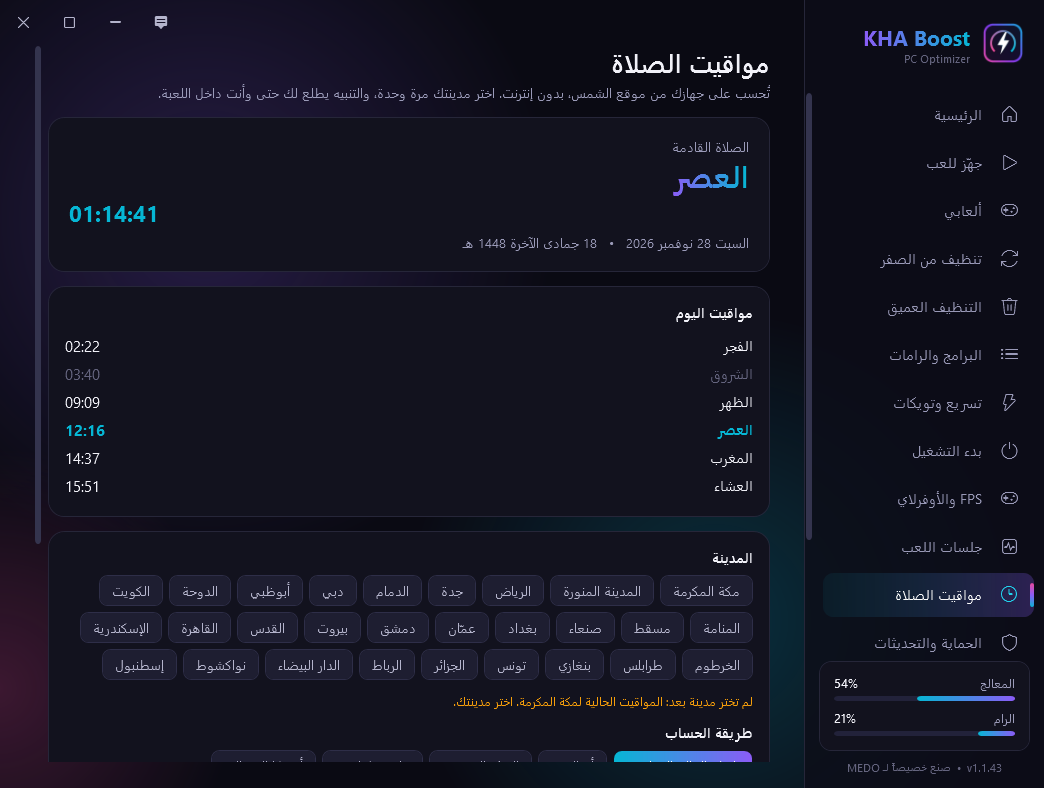 KHA Boost
PC Optimizer
الرئيسية
جهّز للعب
ألعابي
تنظيف من الصفر
التنظيف العميق
البرامج والرامات
تسريع وتويكات
بدء التشغيل
FPS والأوفرلاي
جلسات اللعب
مواقيت الصلاة
الحماية والتحديثات
المعالج 54%
الرام 21%
v1.1.43 • صنع خصيصاً لـ MEDO
مواقيت الصلاة
تُحسب على جهازك من موقع الشمس، بدون إنترنت. اختر مدينتك مرة وحدة، والتنبيه يطلع لك حتى وأنت داخل اللعبة.
الصلاة القادمة
العصر
01:14:41
السبت 28 نوفمبر 2026 • 18 جمادى الآخرة 1448 هـ
مواقيت اليوم
الفجر 02:22
الشروق 03:40
الظهر 09:09
العصر 12:16
المغرب 14:37
العشاء 15:51
المدينة
مكة المكرمة المدينة المنورة الرياض جدة الدمام دبي أبوظبي الدوحة الكويت
المنامة مسقط صنعاء بغداد عمّان دمشق بيروت القدس القاهرة الإسكندرية
الخرطوم طرابلس بنغازي تونس الجزائر الرباط الدار البيضاء نواكشوط إسطنبول
لم تختر مدينة بعد: المواقيت الحالية لمكة المكرمة. اختر مدينتك.
طريقة الحساب